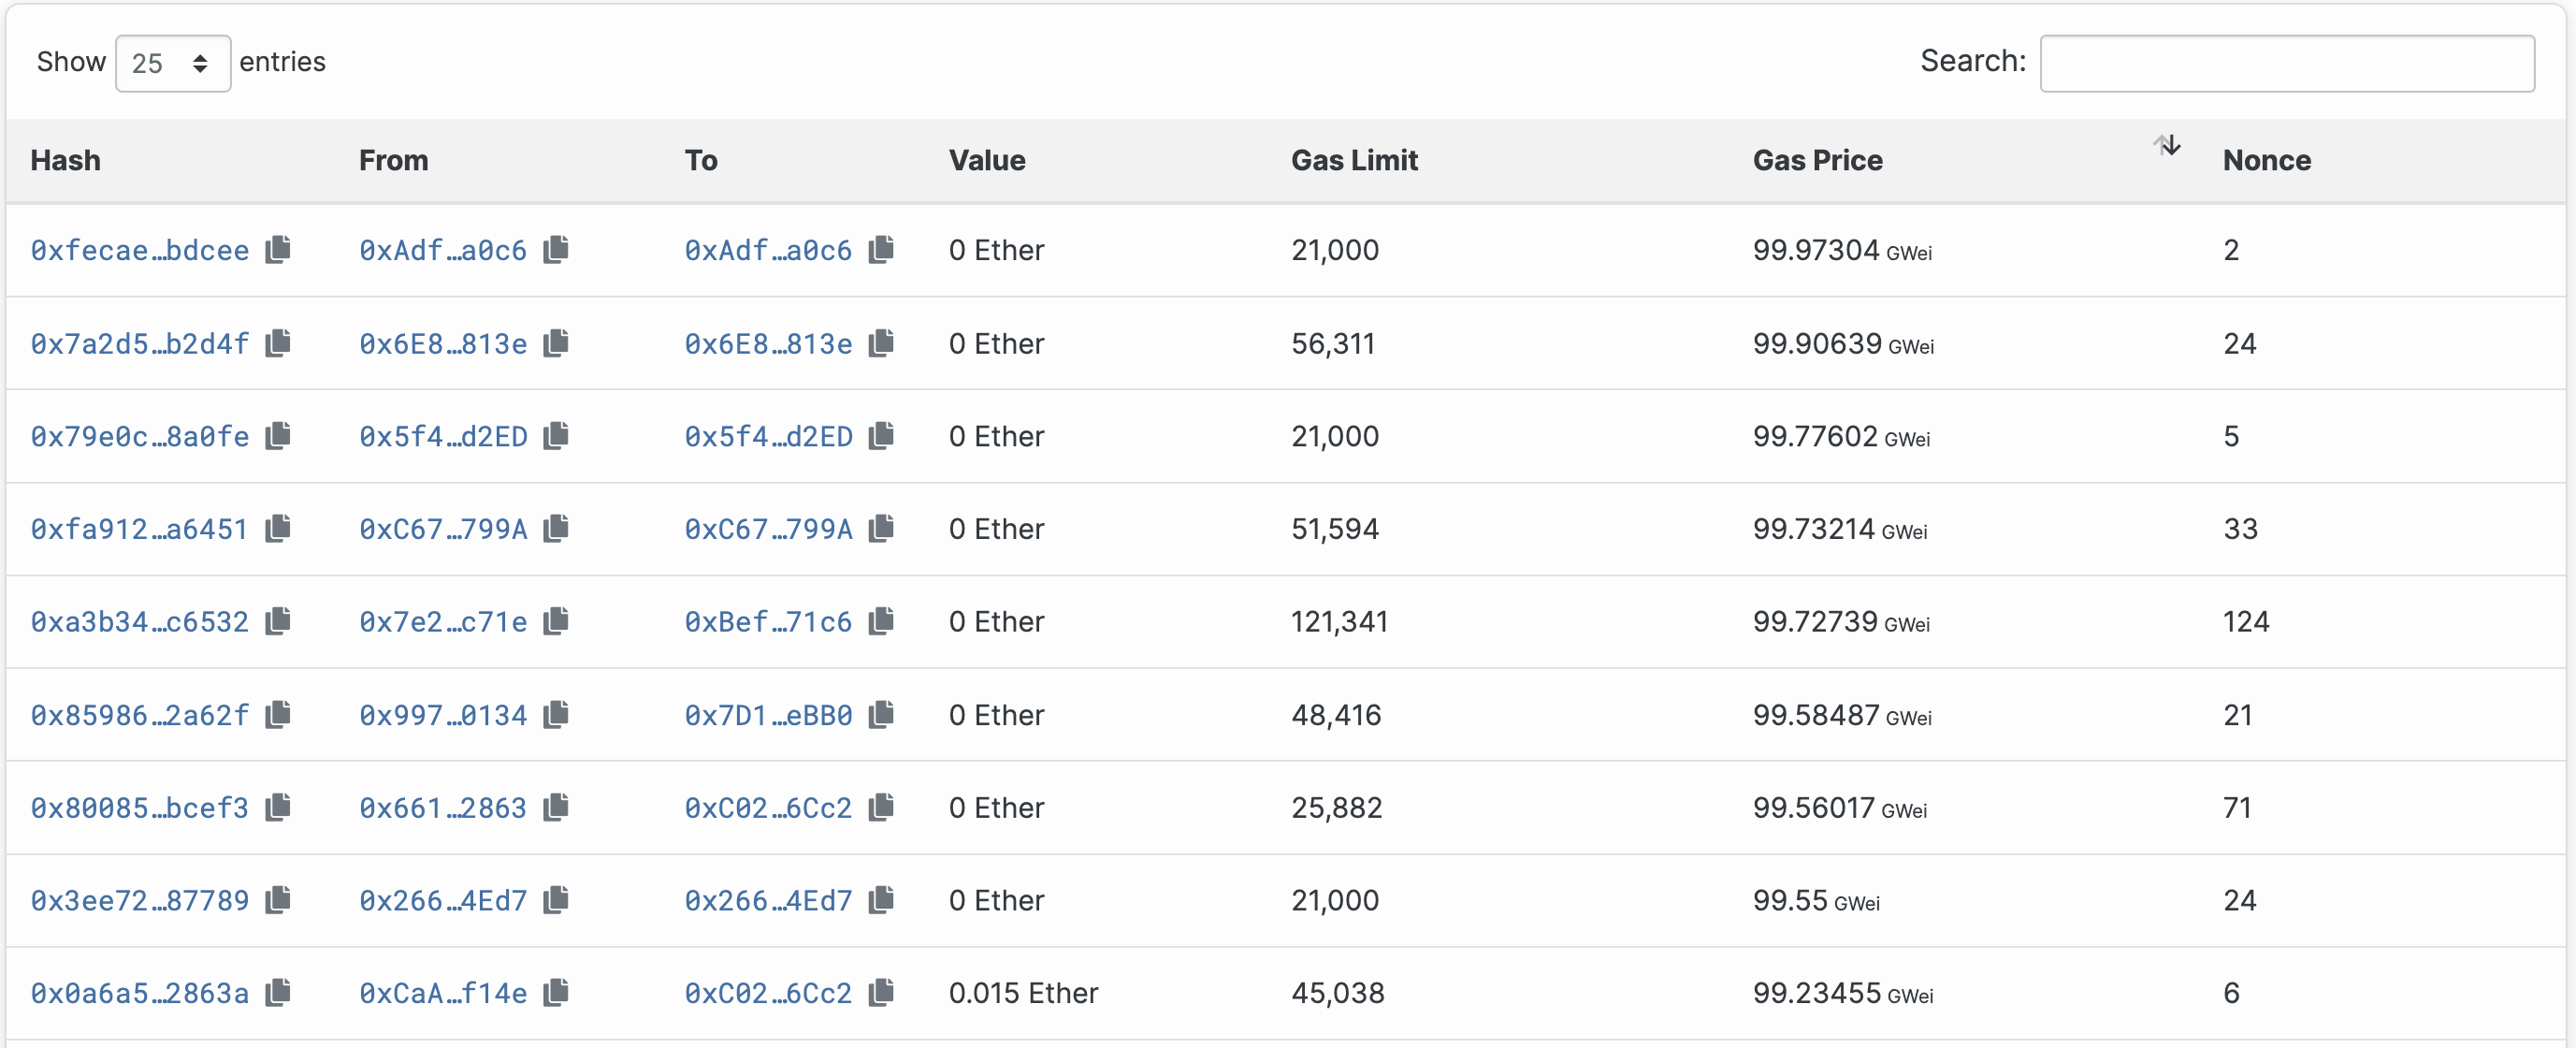 Show 25 entries Search:
Hash From To Value Gas Limit Gas Price Nonce
0xfecae…bdcee 0xAdf…a0c6 0xAdf…a0c6 0 Ether 21,000 99.97304 GWei 2
0x7a2d5…b2d4f 0x6E8…813e 0x6E8…813e 0 Ether 56,311 99.90639 GWei 24
0x79e0c…8a0fe 0x5f4…d2ED 0x5f4…d2ED 0 Ether 21,000 99.77602 GWei 5
0xfa912…a6451 0xC67…799A 0xC67…799A 0 Ether 51,594 99.73214 GWei 33
0xa3b34…c6532 0x7e2…c71e 0xBef…71c6 0 Ether 121,341 99.72739 GWei 124
0x85986…2a62f 0x997…0134 0x7D1…eBB0 0 Ether 48,416 99.58487 GWei 21
0x80085…bcef3 0x661…2863 0xC02…6Cc2 0 Ether 25,882 99.56017 GWei 71
0x3ee72…87789 0x266…4Ed7 0x266…4Ed7 0 Ether 21,000 99.55 GWei 24
0x0a6a5…2863a 0xCaA…f14e 0xC02…6Cc2 0.015 Ether 45,038 99.23455 GWei 6